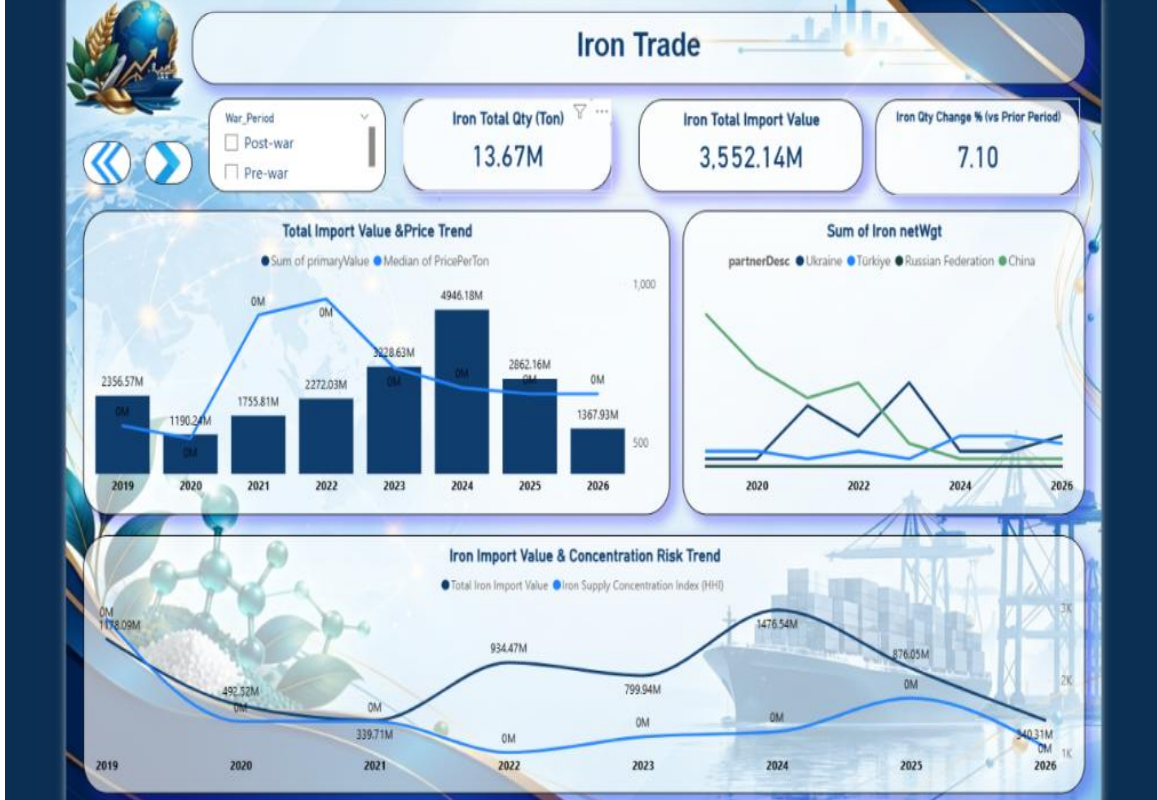 Iron Trade
War_Period
Post-war
Pre-war
Iron Total Qty (Ton)
13.67M
Iron Total Import Value
3,552.14M
Iron Qty Change % (vs Prior Period)
7.10
Total Import Value &Price Trend
Sum of primaryValue Median of PricePerTon
1,000
500
2356.57M
1190.24M
1755.81M
2272.03M
3228.63M
4946.18M
2862.16M
1367.93M
0M
0M
0M
0M
0M
0M
0M
0M
2019 2020 2021 2022 2023 2024 2025 2026
Sum of Iron netWgt
partnerDesc Ukraine Türkiye Russian Federation China
2020 2022 2024 2026
Iron Import Value & Concentration Risk Trend
Total Iron Import Value Iron Supply Concentration Index (HHI)
0M
1178.09M
492.52M
0M
0M
339.71M
934.47M
0M
799.94M
0M
1476.54M
0M
876.05M
0M
340.31M
0M
3K
2K
1K
2019 2020 2021 2022 2023 2024 2025 2026